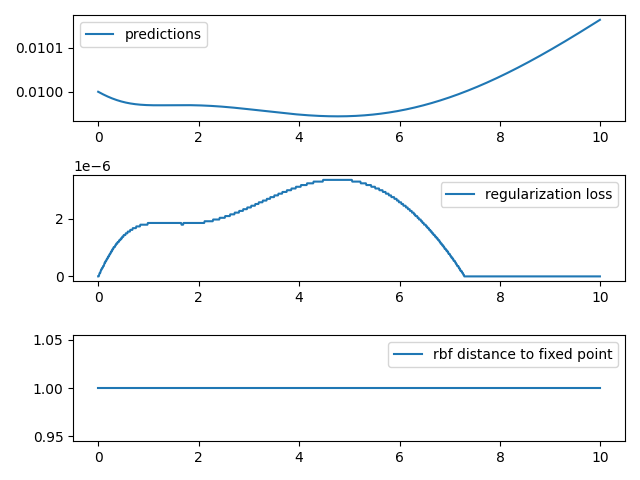 predictions
0.0101
0.0100
0 2 4 6 8 10
1e−6
regularization loss
2
0
0 2 4 6 8 10
1.05
rbf distance to fixed point
1.00
0.95
0 2 4 6 8 10